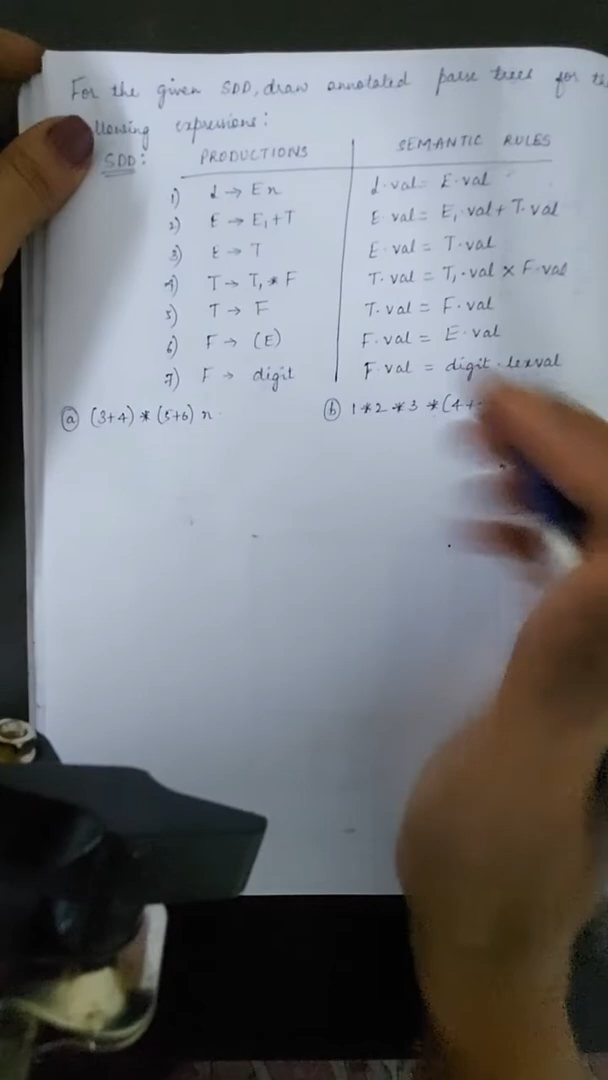 For the given SDD, draw annotated parse trees for
llowing expressions:
SDD: PRODUCTIONS SEMANTIC RULES
1) L → En L.val = E.val
2) E → E₁+T E.val = E₁.val + T.val
3) E → T E.val = T.val
4) T → T₁ * F T.val = T₁.val × F.val
5) T → F T.val = F.val
6) F → (E) F.val = E.val
7) F → digit F.val = digit.lexval
ⓐ (3+4) * (5+6) n. ⓑ 1*2*3*(4+